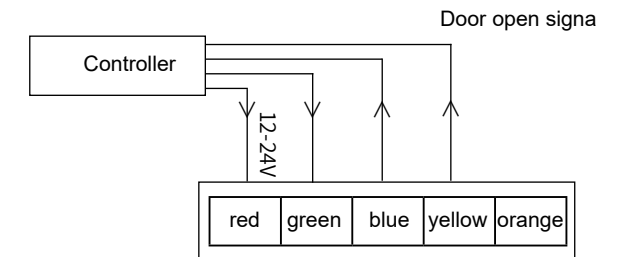 Door open signa
Controller
12-24V
red green blue yellow orange